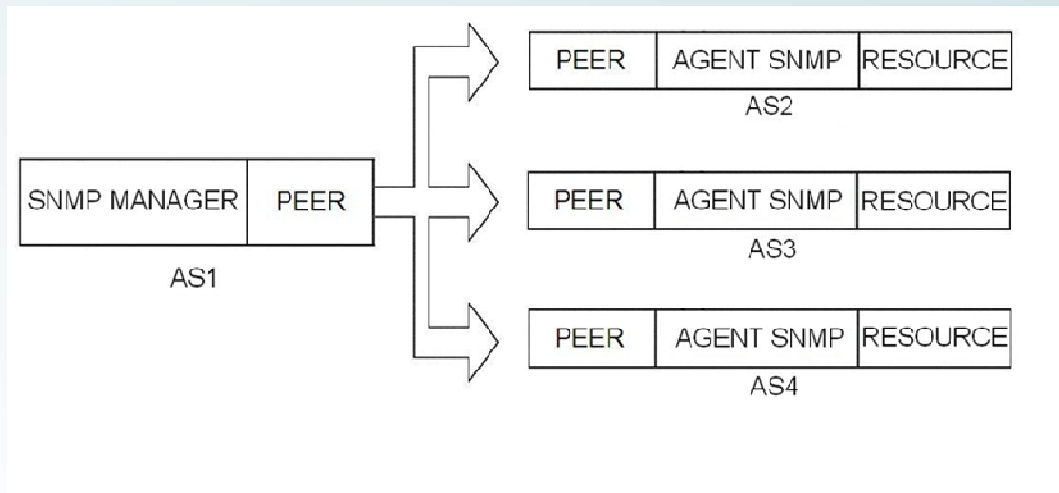 PEER AGENT SNMP RESOURCE
AS2
SNMP MANAGER PEER
AS1
PEER AGENT SNMP RESOURCE
AS3
PEER AGENT SNMP RESOURCE
AS4